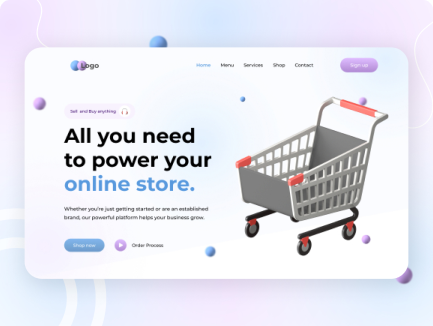 Logo
Home Menu Services Shop Contact
Sign up
Sell and Buy anything
All you need
to power your
online store.
Whether you're just getting started or are an established
brand, our powerful platform helps your business grow.
Shop now
Order Process